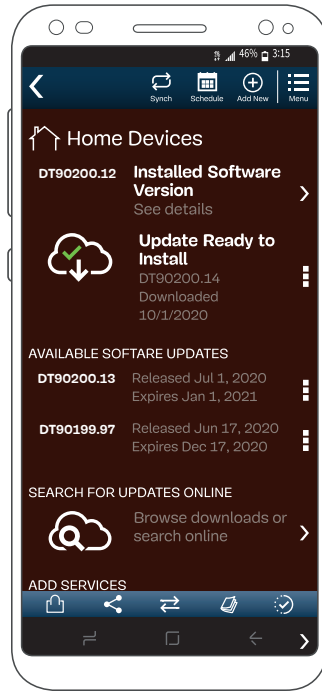 46% 3:15
Synch Schedule Add New Menu
Home Devices
DT90200.12 Installed Software
Version
See details
Update Ready to
Install
DT90200.14
Downloaded
10/1/2020
AVAILABLE SOFTARE UPDATES
DT90200.13 Released Jul 1, 2020
Expires Jan 1, 2021
DT90199.97 Released Jun 17, 2020
Expires Dec 17, 2020
SEARCH FOR UPDATES ONLINE
Browse downloads or
search online
ADD SERVICES